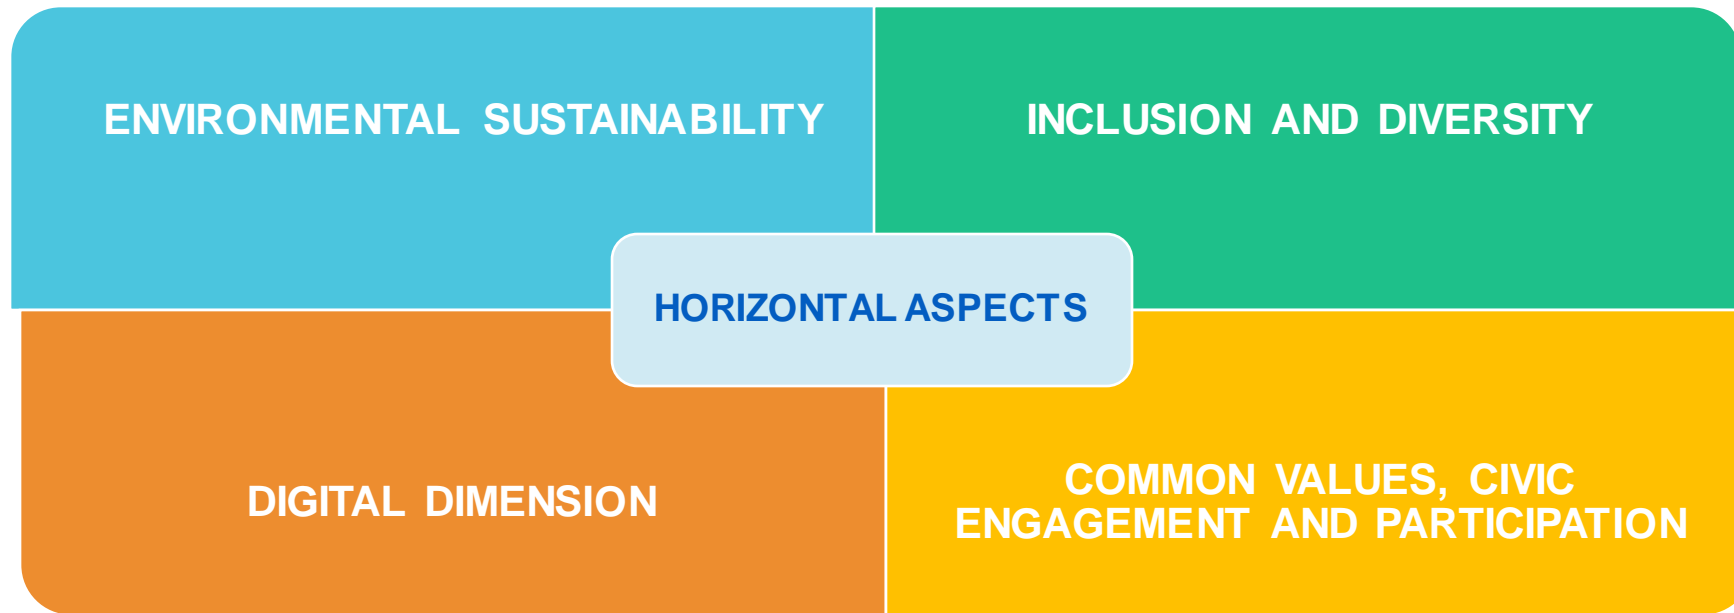 ENVIRONMENTAL SUSTAINABILITY
INCLUSION AND DIVERSITY
HORIZONTAL ASPECTS
DIGITAL DIMENSION
COMMON VALUES, CIVIC
ENGAGEMENT AND PARTICIPATION